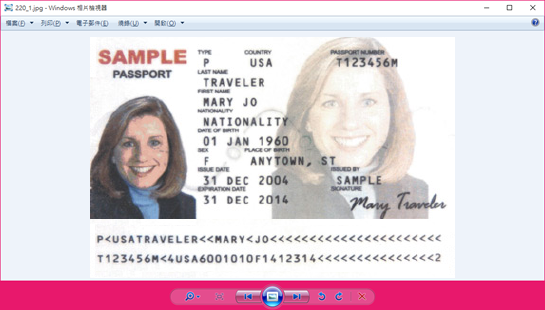 220_1.jpg - Windows 相片檢視器
檔案(F) 列印(P) 電子郵件(E) 燒錄(U) 開啟(O)
SAMPLE
PASSPORT
TYPE COUNTRY PASSPORT NUMBER
P USA T123456M
LAST NAME
TRAVELER
FIRST NAME
MARY JO
NATIONALITY
NATIONALITY
DATE OF BIRTH
01 JAN 1960
SEX PLACE OF BIRTH
F ANYTOWN, ST
ISSUE DATE ISSUED BY
31 DEC 2004 SAMPLE
EXPIRATION DATE SIGNATURE
31 DEC 2014 Mary Traveler
P<USATRAVELER<<MARY<JO<<<<<<<<<<<<<<<<<<<<<<
T123456M<4USA6001010F1412314<<<<<<<<<<<<<<<2